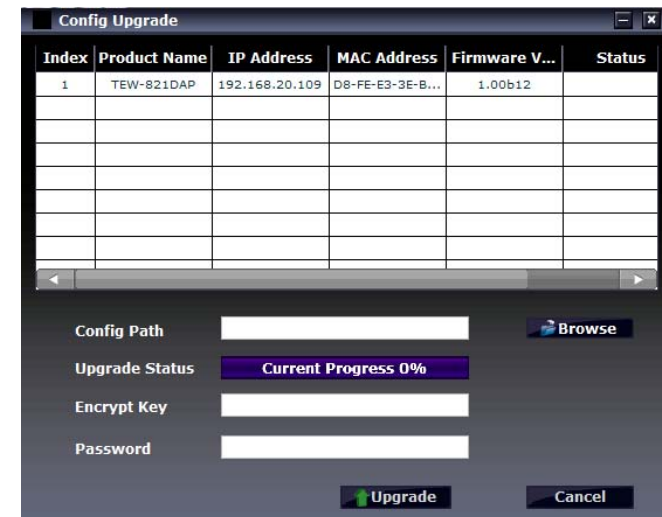 Config Upgrade
Index Product Name IP Address MAC Address Firmware V... Status
1 TEW-821DAP 192.168.20.109 D8-FE-E3-3E-B... 1.00b12
Config Path Browse
Upgrade Status Current Progress 0%
Encrypt Key
Password
Upgrade Cancel